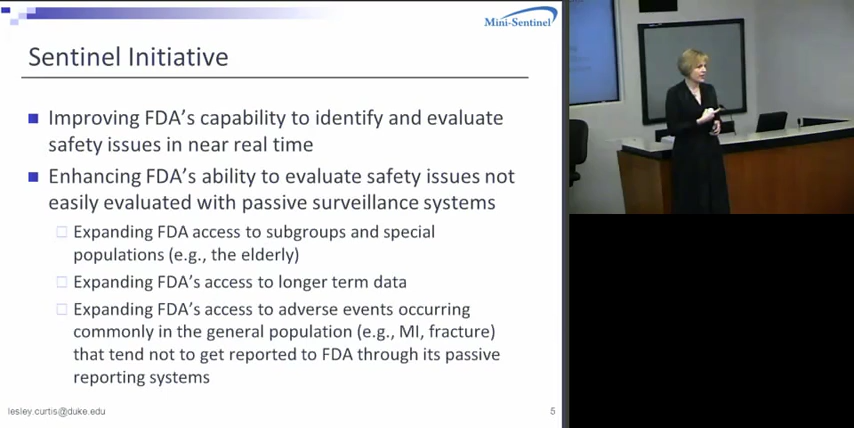 Mini-Sentinel
Sentinel Initiative
Improving FDA's capability to identify and evaluate
safety issues in near real time
Enhancing FDA's ability to evaluate safety issues not
easily evaluated with passive surveillance systems
Expanding FDA access to subgroups and special
populations (e.g., the elderly)
Expanding FDA's access to longer term data
Expanding FDA's access to adverse events occurring
commonly in the general population (e.g., MI, fracture)
that tend not to get reported to FDA through its passive
reporting systems
lesley.curtis@duke.edu
5